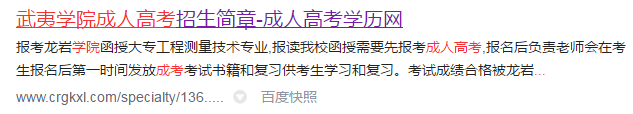 武夷学院成人高考招生简章-成人高考学历网
报考龙岩学院函授大专工程测量技术专业,报读我校函授需要先报考成人高考,报名后负责老师会在考
生报名后第一时间发放成考考试书籍和复习供考生学习和复习。考试成绩合格被龙岩...
www.crgkxl.com/specialty/136..... 百度快照